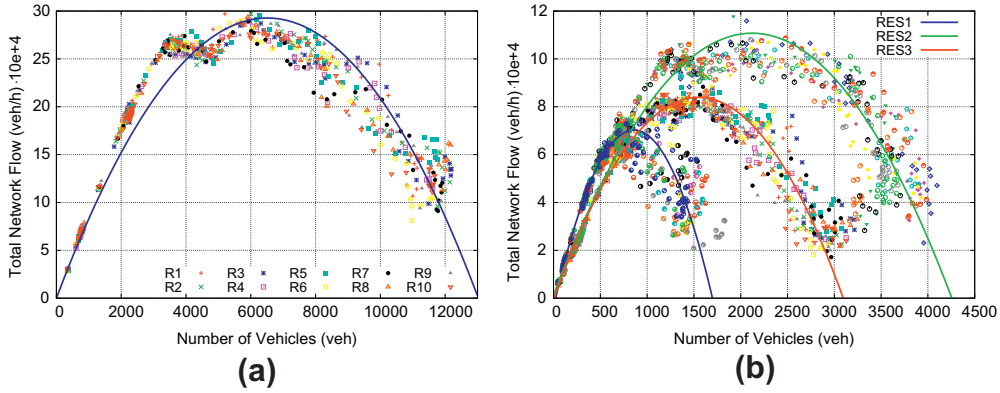 Total Network Flow (veh/h) ·10e+4
30
25
20
15
10
5
0
R1 R3 R5 R7 R9
R2 R4 R6 R8 R10
0 2000 4000 6000 8000 10000 12000
Number of Vehicles (veh)
(a)
Total Network Flow (veh/h) ·10e+4
12
10
8
6
4
2
0
RES1
RES2
RES3
0 500 1000 1500 2000 2500 3000 3500 4000 4500
Number of Vehicles (veh)
(b)